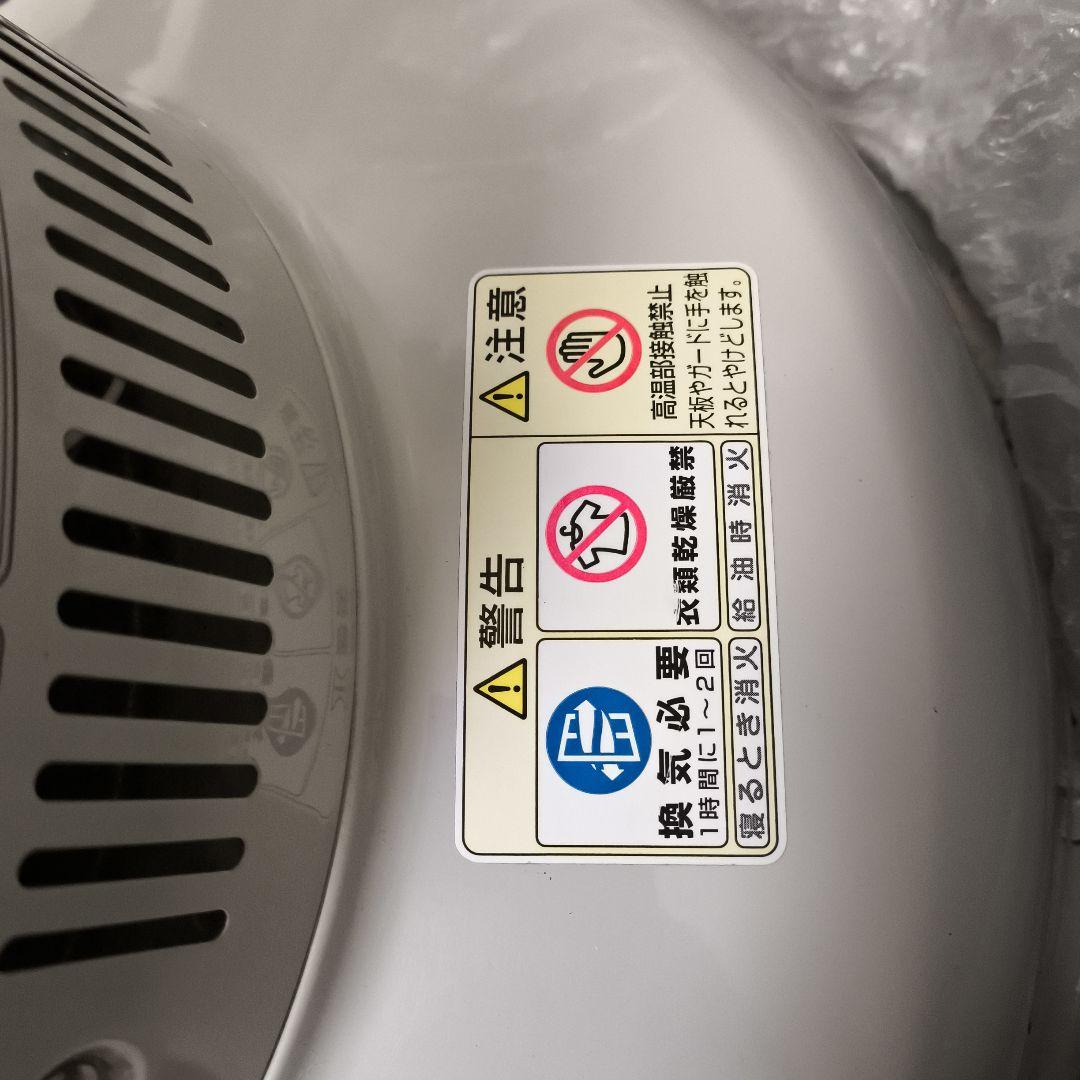 警告
換気必要
1時間に1～2回
寝るとき消火
衣類乾燥厳禁
給油時消火
注意
高温部接触禁止
天板やガードに手を触
れるとやけどします。